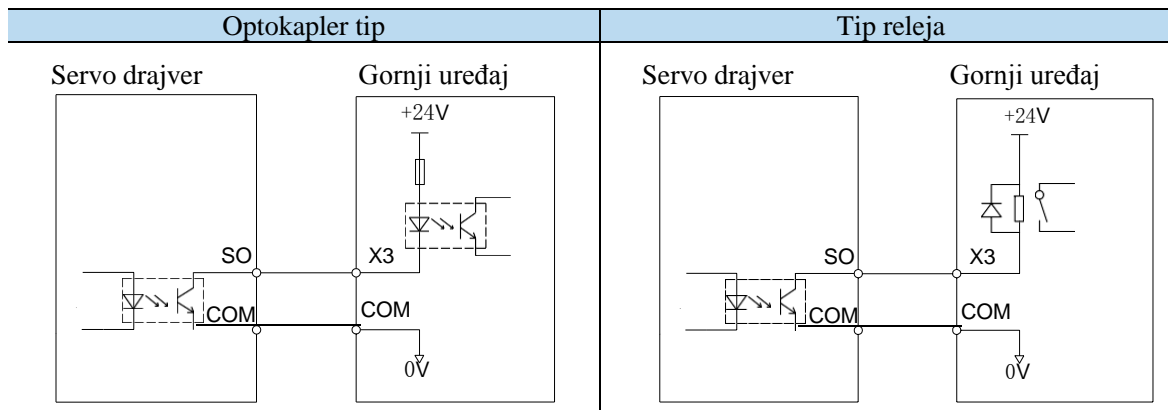 Optokapler tip
Tip releja
Servo drajver
Gornji uređaj
+24V
SO
X3
COM
COM
0V
Servo drajver
Gornji uređaj
+24V
SO
X3
COM
COM
0V